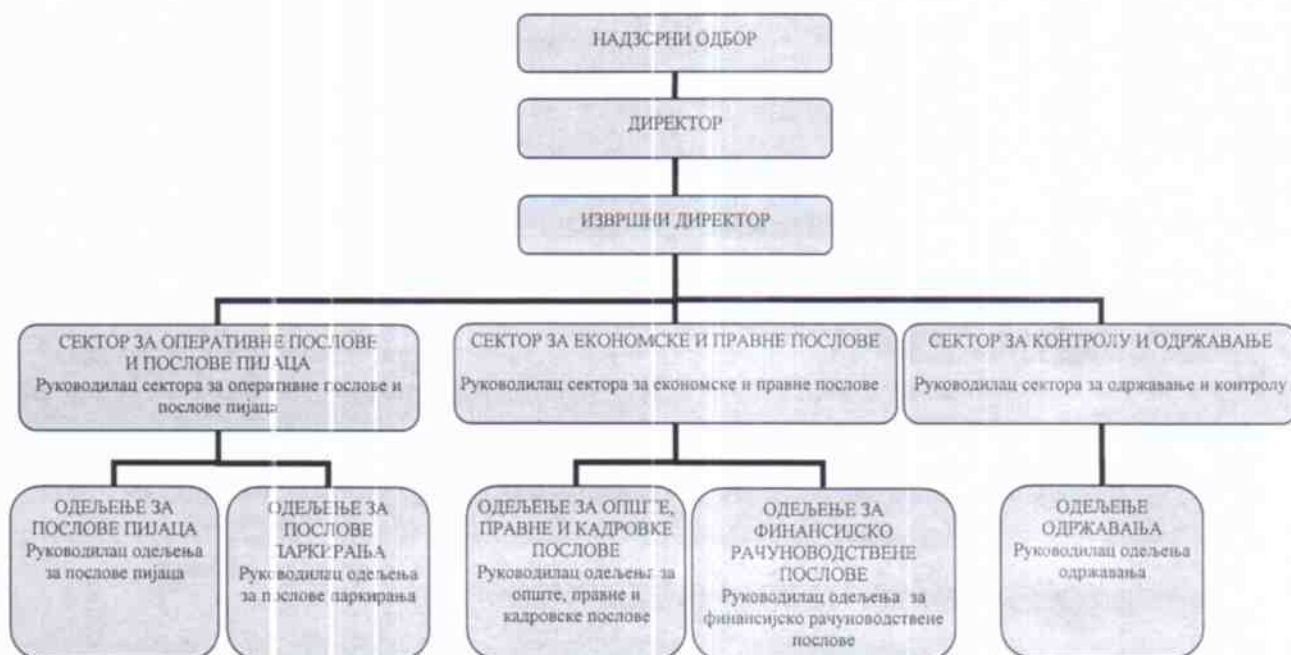 НАДЗОРНИ ОДБОР
ДИРЕКТОР
ИЗВРШНИ ДИРЕКТОР
СЕКТОР ЗА ОПЕРАТИВНЕ ПОСЛОВЕ
И ПОСЛОВЕ ПИЈАЦА
Руководилац сектора за оперативне послове и
послове пијаца
СЕКТОР ЗА ЕКОНОМСКЕ И ПРАВНЕ ПОСЛОВЕ
Руководилац сектора за економске и правне послове
СЕКТОР ЗА КОНТРОЛУ И ОДРЖАВАЊЕ
Руководилац сектора за одржавање и контролу
ОДЕЉЕЊЕ ЗА
ПОСЛОВЕ ПИЈАЦА
Руководилац одељења
за послове пијаца
ОДЕЉЕЊЕ ЗА
ПОСЛОВЕ
ПАРКИРАЊА
Руководилац одељења
за послове паркирања
ОДЕЉЕЊЕ ЗА ОПШТЕ,
ПРАВНЕ И КАДРОВКЕ
ПОСЛОВЕ
Руководилац одељења за
опште, правне и
кадровске послове
ОДЕЉЕЊЕ ЗА
ФИНАНСИЈСКО
РАЧУНОВОДСТВЕНЕ
ПОСЛОВЕ
Руководилац одељења за
финансијско рачуноводствене
послове
ОДЕЉЕЊЕ
ОДРЖАВАЊА
Руководилац одељења
одржавања